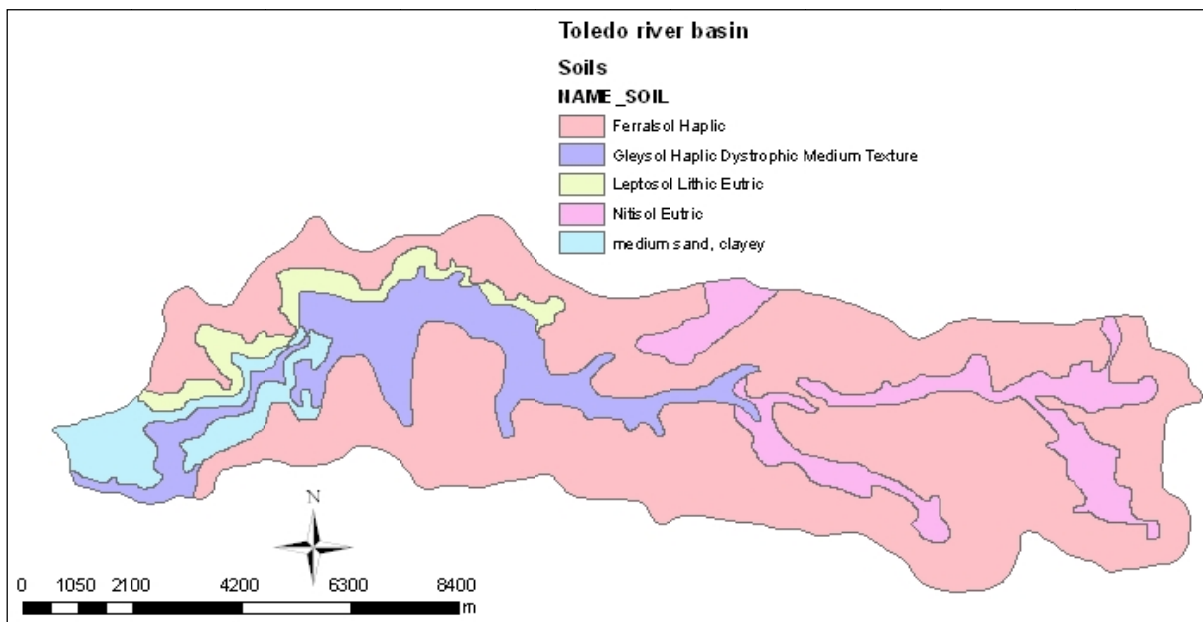 Toledo river basin
Soils
NAME_SOIL
Ferralsol Haplic
Gleysol Haplic Dystrophic Medium Texture
Leptosol Lithic Eutric
Nitisol Eutric
medium sand, clayey
N
0 1050 2100 4200 6300 8400
m